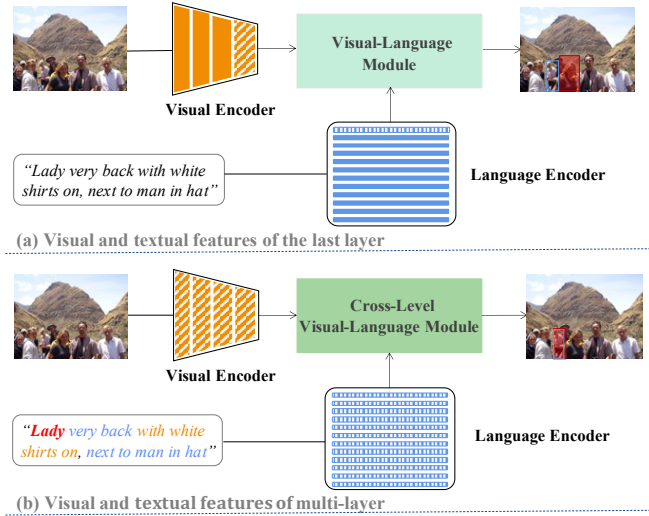 Visual-Language
Module
Visual Encoder
“Lady very back with white
shirts on, next to man in hat”
Language Encoder
(a) Visual and textual features of the last layer
Cross-Level
Visual-Language Module
Visual Encoder
“Lady very back with white
shirts on, next to man in hat”
Language Encoder
(b) Visual and textual features of multi-layer